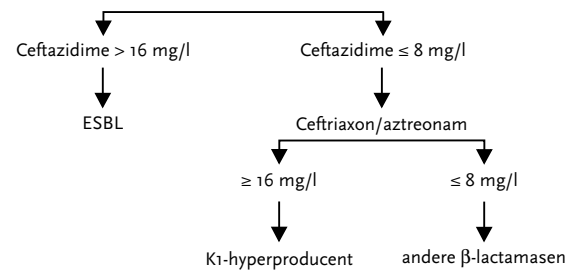 Ceftazidime > 16 mg/l
Ceftazidime ≤ 8 mg/l
ESBL
Ceftriaxon/aztreonam
≥ 16 mg/l
≤ 8 mg/l
K1-hyperproducent
andere β-lactamasen